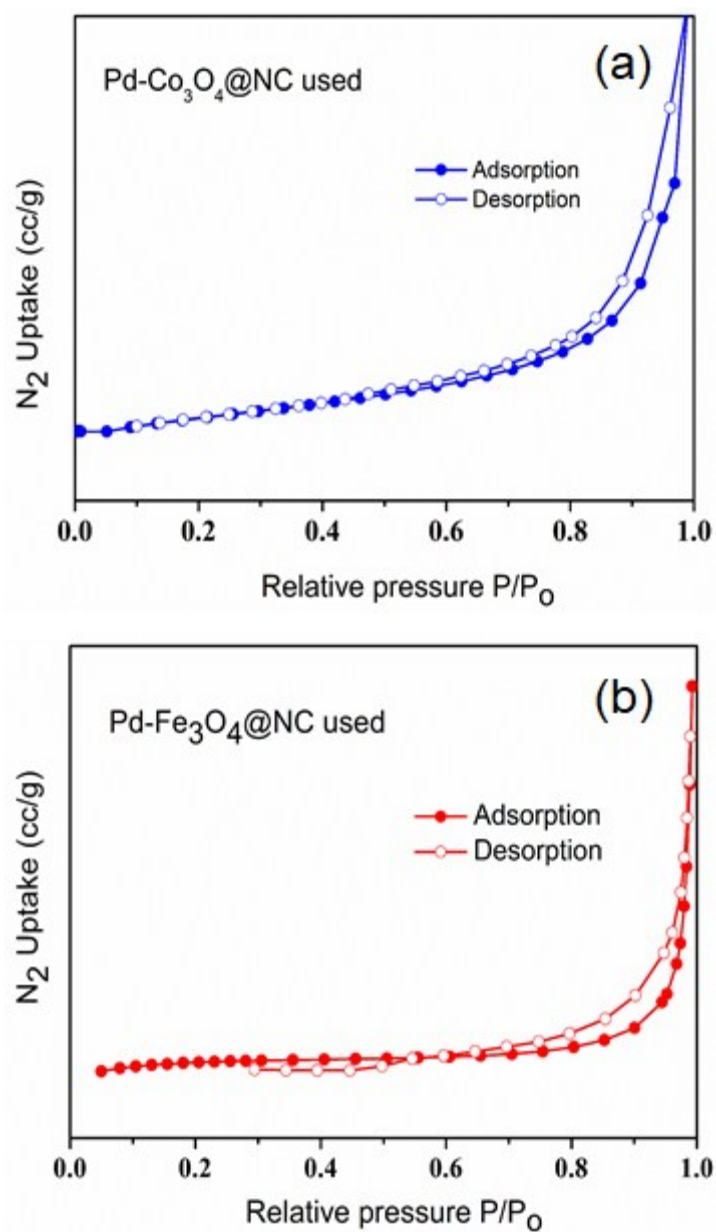 (a)
Pd-Co₃O₄@NC used
Adsorption
Desorption
N₂ Uptake (cc/g)
0.0 0.2 0.4 0.6 0.8 1.0
Relative pressure P/P₀
(b)
Pd-Fe₃O₄@NC used
Adsorption
Desorption
N₂ Uptake (cc/g)
0.0 0.2 0.4 0.6 0.8 1.0
Relative pressure P/P₀